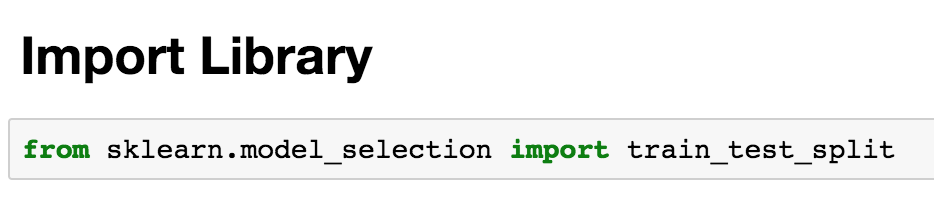 Import Library
from sklearn.model_selection import train_test_split